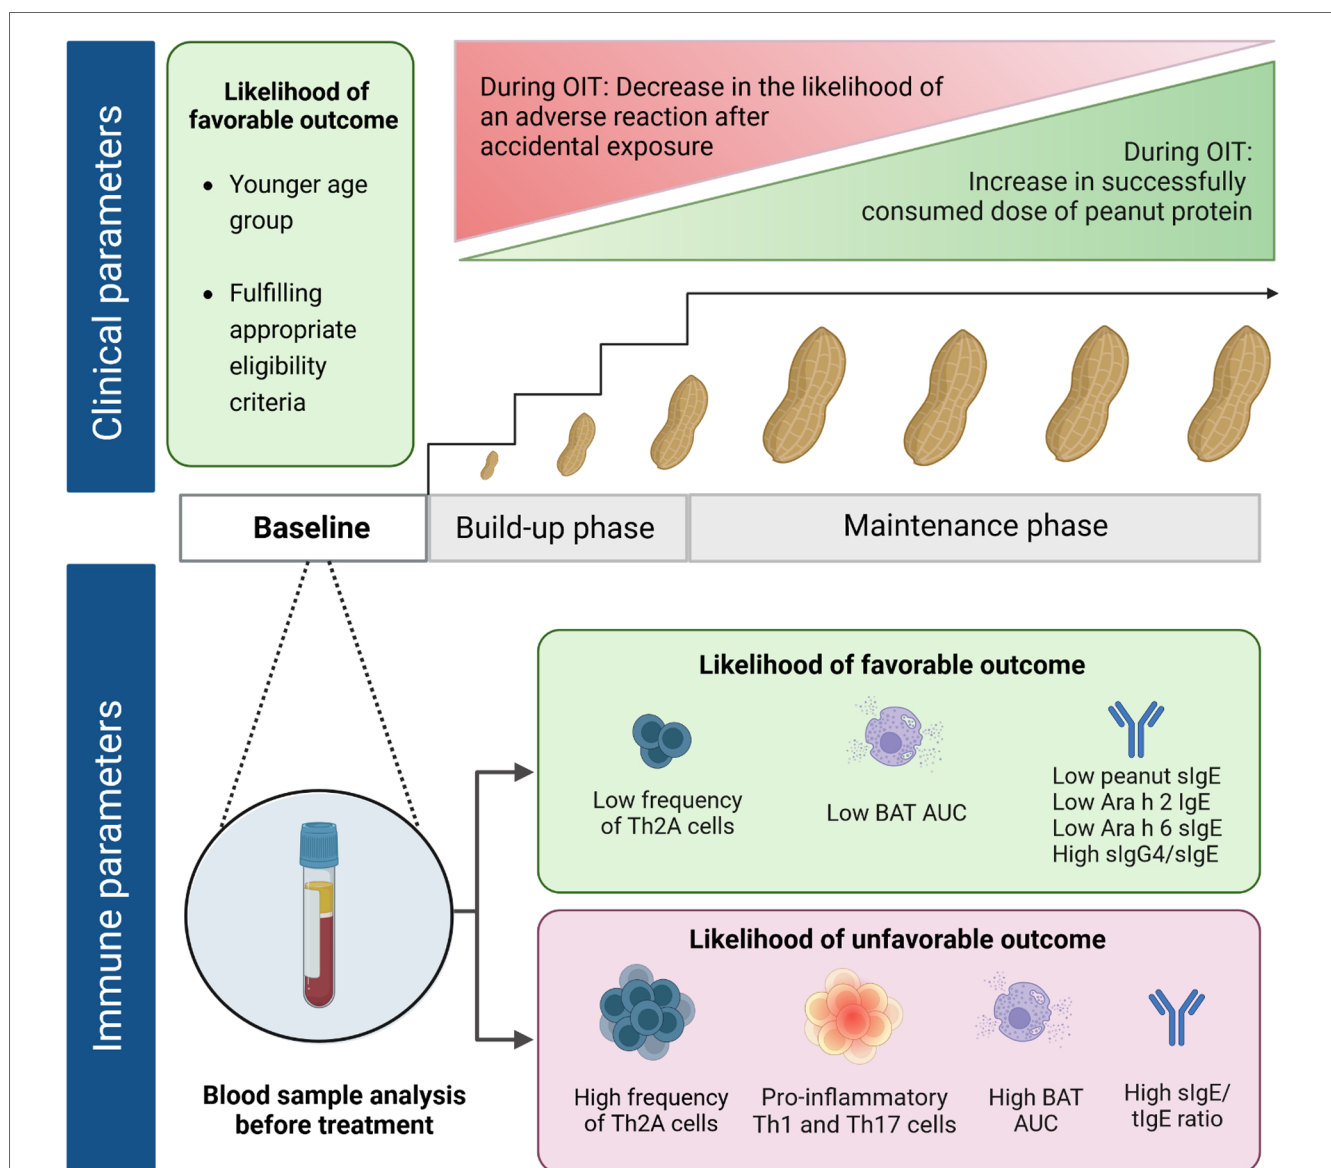 Clinical parameters
Likelihood of
favorable outcome
• Younger age
group
• Fulfilling
appropriate
eligibility
criteria
During OIT: Decrease in the likelihood of
an adverse reaction after
accidental exposure
During OIT:
Increase in successfully
consumed dose of peanut protein
Baseline
Build-up phase
Maintenance phase
Immune parameters
Blood sample analysis
before treatment
Likelihood of favorable outcome
Low frequency
of Th2A cells
Low BAT AUC
Low peanut sIgE
Low Ara h 2 IgE
Low Ara h 6 sIgE
High sIgG4/sIgE
Likelihood of unfavorable outcome
High frequency
of Th2A cells
Pro-inflammatory
Th1 and Th17 cells
High BAT
AUC
High sIgE/
tIgE ratio